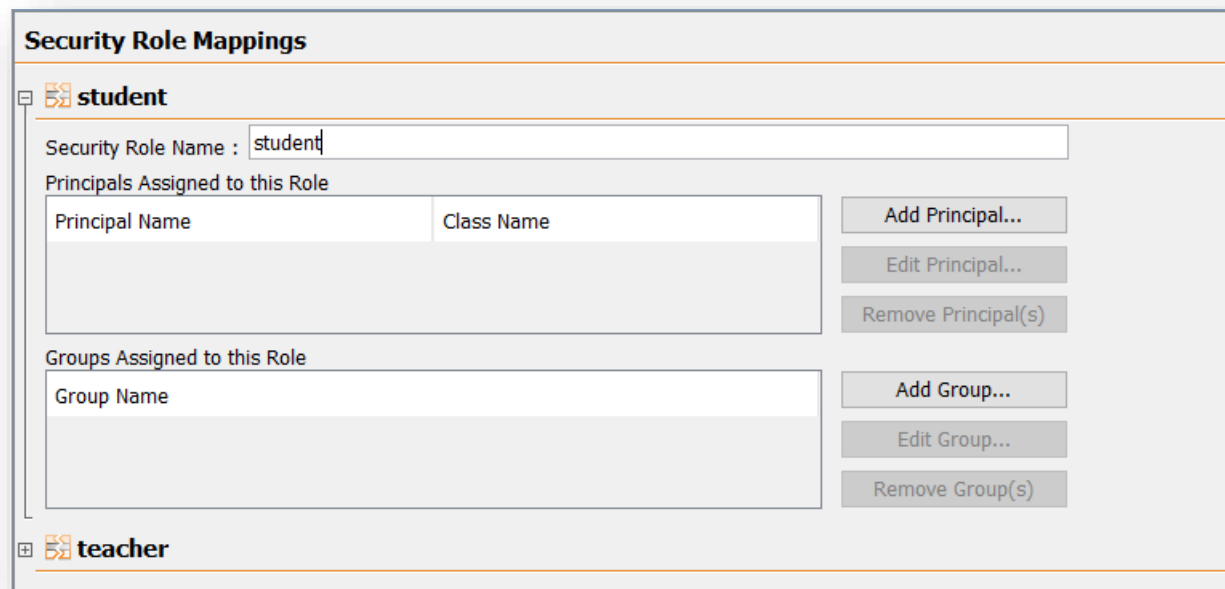 Security Role Mappings
student
Security Role Name : student
Principals Assigned to this Role
Principal Name Class Name
Add Principal...
Edit Principal...
Remove Principal(s)
Groups Assigned to this Role
Group Name
Add Group...
Edit Group...
Remove Group(s)
teacher